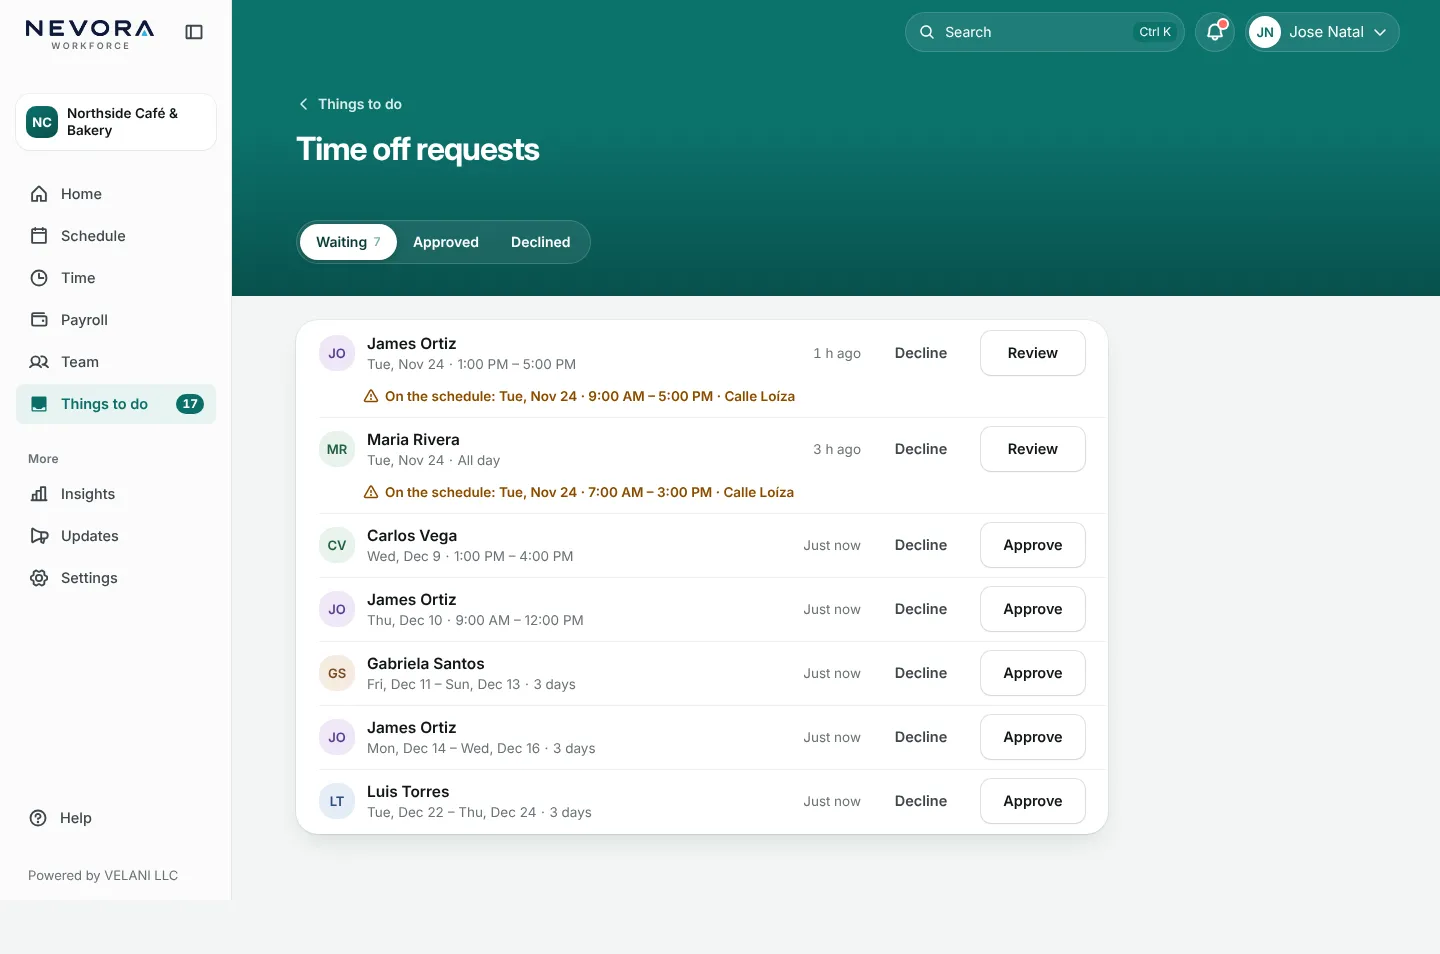 NEVORA
WORKFORCE
Search
Ctrl K
JN
Jose Natal
NC
Northside Café &
Bakery
Home
Schedule
Time
Payroll
Team
Things to do 17
More
Insights
Updates
Settings
Help
Powered by VELANI LLC
Things to do
Time off requests
Waiting 7
Approved
Declined
JO
James Ortiz
Tue, Nov 24 · 1:00 PM – 5:00 PM
1 h ago
Decline
Review
On the schedule: Tue, Nov 24 · 9:00 AM – 5:00 PM · Calle Loíza
MR
Maria Rivera
Tue, Nov 24 · All day
3 h ago
Decline
Review
On the schedule: Tue, Nov 24 · 7:00 AM – 3:00 PM · Calle Loíza
CV
Carlos Vega
Wed, Dec 9 · 1:00 PM – 4:00 PM
Just now
Decline
Approve
JO
James Ortiz
Thu, Dec 10 · 9:00 AM – 12:00 PM
Just now
Decline
Approve
GS
Gabriela Santos
Fri, Dec 11 – Sun, Dec 13 · 3 days
Just now
Decline
Approve
JO
James Ortiz
Mon, Dec 14 – Wed, Dec 16 · 3 days
Just now
Decline
Approve
LT
Luis Torres
Tue, Dec 22 – Thu, Dec 24 · 3 days
Just now
Decline
Approve